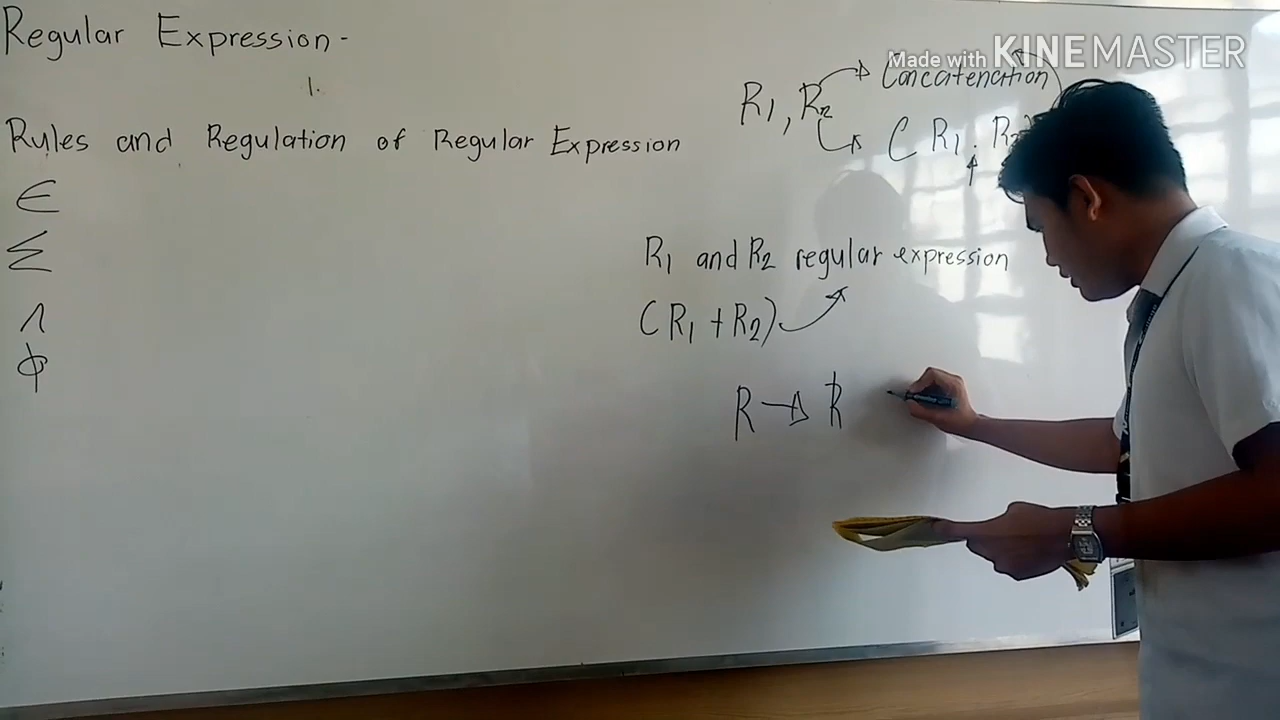 Regular Expression -
1.
Rules and Regulation of Regular Expression
∈
Σ
∧
ϕ
Made with KINEMASTER
R1, R2 Concatenation
( R1 . R2)
R1 and R2 regular expression
(R1 + R2)
R → R